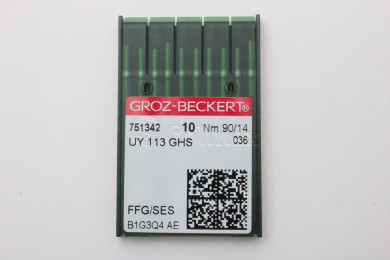 GROZ-BECKERT®
751342 10 Nm 90/14
UY 113 GHS 036
FFG/SES
B1G3Q4 AE